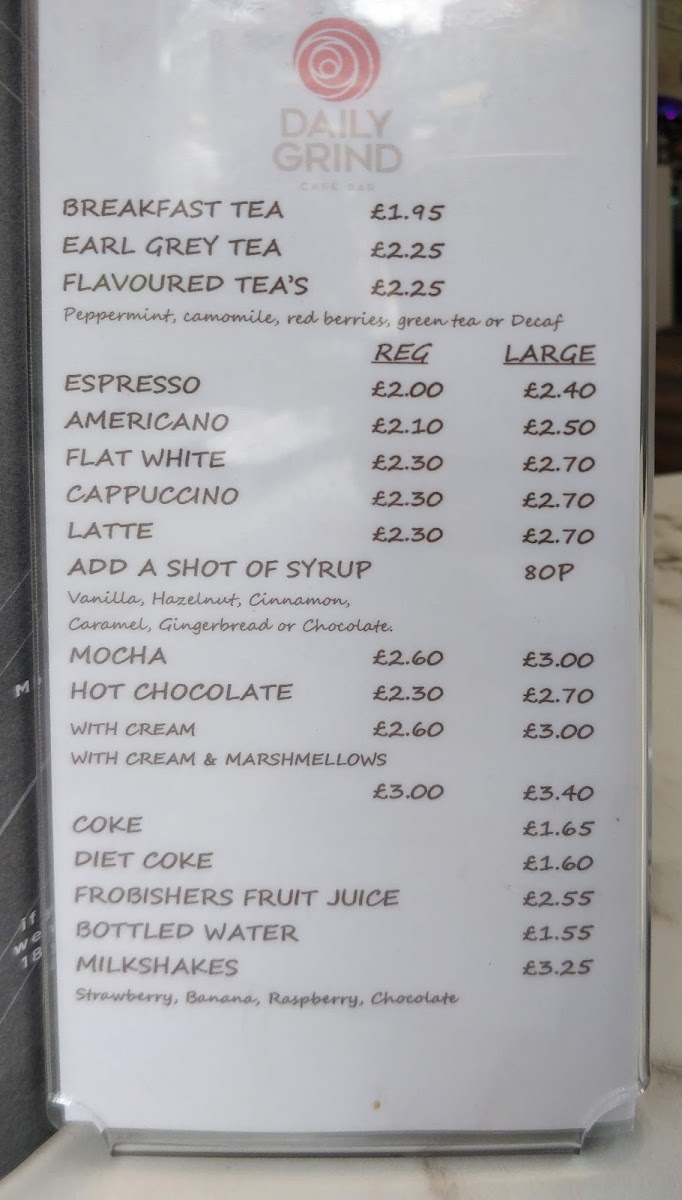 DAILY
GRIND
CAFÉ BAR
BREAKFAST TEA £1.95
EARL GREY TEA £2.25
FLAVOURED TEA'S £2.25
Peppermint, camomile, red berries, green tea or Decaf
REG LARGE
ESPRESSO £2.00 £2.40
AMERICANO £2.10 £2.50
FLAT WHITE £2.30 £2.70
CAPPUCCINO £2.30 £2.70
LATTE £2.30 £2.70
ADD A SHOT OF SYRUP 80P
Vanilla, Hazelnut, Cinnamon,
Caramel, Gingerbread or Chocolate.
MOCHA £2.60 £3.00
HOT CHOCOLATE £2.30 £2.70
WITH CREAM £2.60 £3.00
WITH CREAM & MARSHMELLOWS
£3.00 £3.40
COKE £1.65
DIET COKE £1.60
FROBISHERS FRUIT JUICE £2.55
BOTTLED WATER £1.55
MILKSHAKES £3.25
Strawberry, Banana, Raspberry, Chocolate
M
If
we
18